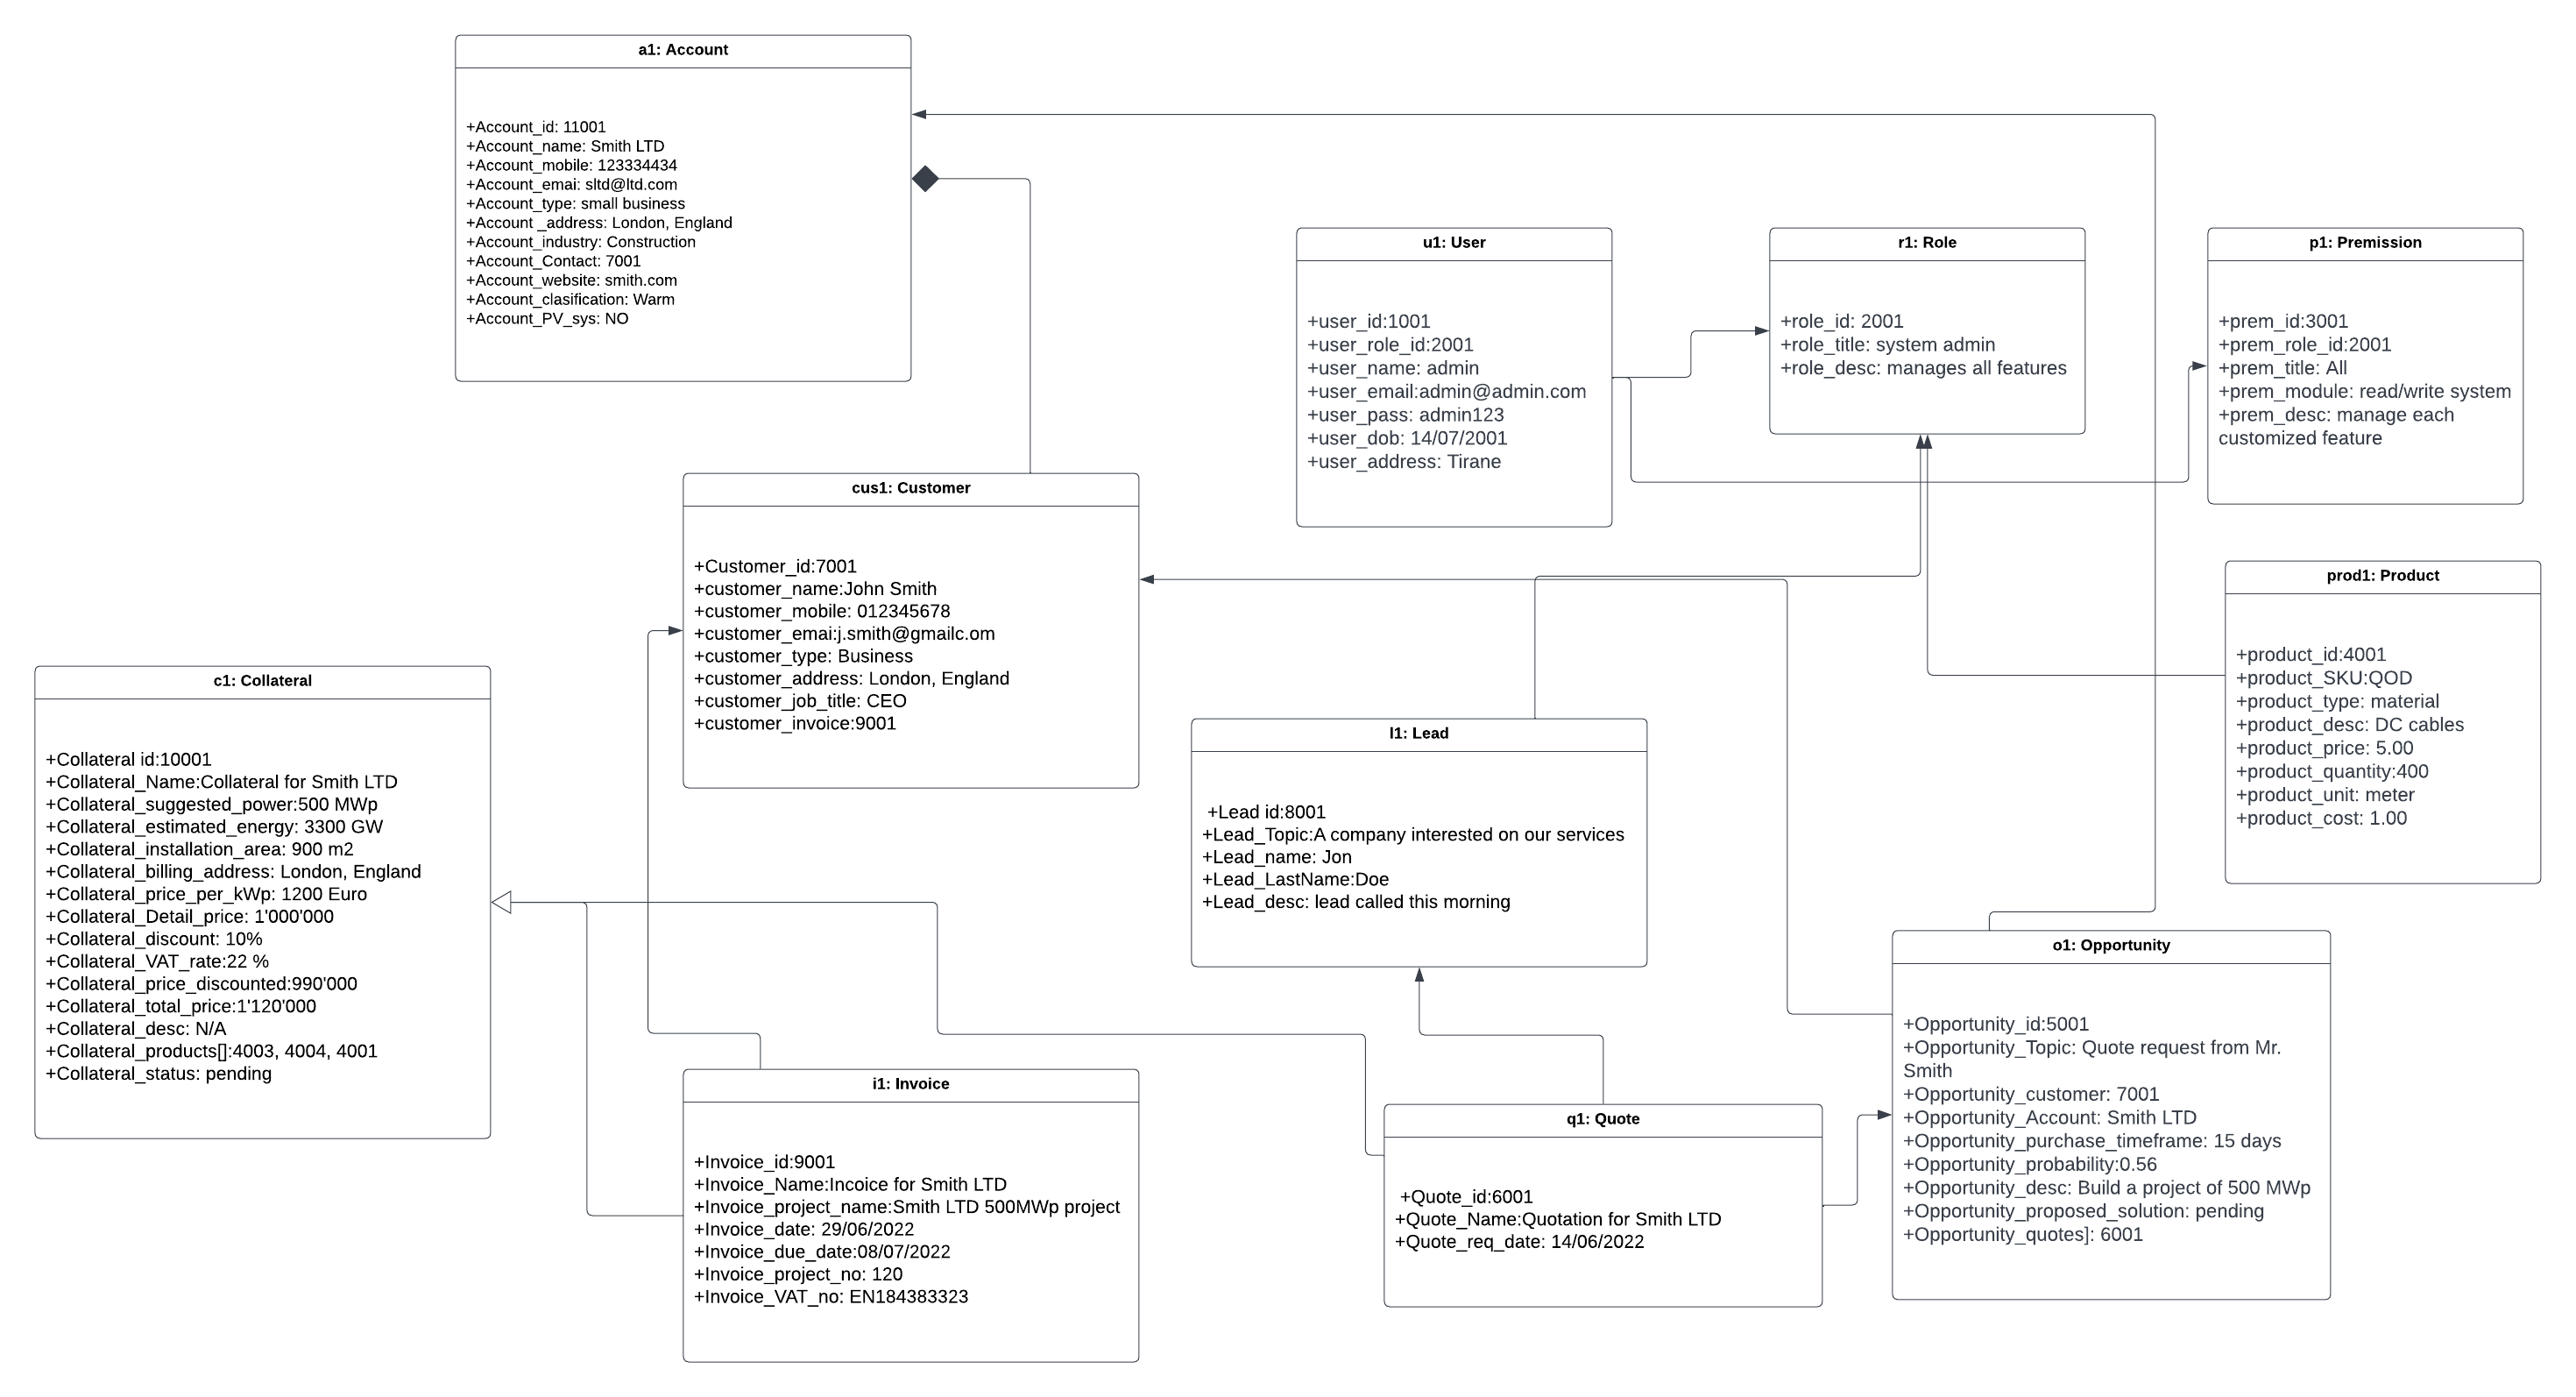 a1: Account
+Account_id: 11001
+Account_name: Smith LTD
+Account_mobile: 123334434
+Account_emai: sltd@ltd.com
+Account_type: small business
+Account _address: London, England
+Account_industry: Construction
+Account_Contact: 7001
+Account_website: smith.com
+Account_clasification: Warm
+Account_PV_sys: NO
u1: User
+user_id:1001
+user_role_id:2001
+user_name: admin
+user_email:admin@admin.com
+user_pass: admin123
+user_dob: 14/07/2001
+user_address: Tirane
r1: Role
+role_id: 2001
+role_title: system admin
+role_desc: manages all features
p1: Premission
+prem_id:3001
+prem_role_id:2001
+prem_title: All
+prem_module: read/write system
+prem_desc: manage each
customized feature
cus1: Customer
+Customer_id:7001
+customer_name:John Smith
+customer_mobile: 012345678
+customer_emai:j.smith@gmailc.om
+customer_type: Business
+customer_address: London, England
+customer_job_title: CEO
+customer_invoice:9001
prod1: Product
+product_id:4001
+product_SKU:QOD
+product_type: material
+product_desc: DC cables
+product_price: 5.00
+product_quantity:400
+product_unit: meter
+product_cost: 1.00
c1: Collateral
+Collateral id:10001
+Collateral_Name:Collateral for Smith LTD
+Collateral_suggested_power:500 MWp
+Collateral_estimated_energy: 3300 GW
+Collateral_installation_area: 900 m2
+Collateral_billing_address: London, England
+Collateral_price_per_kWp: 1200 Euro
+Collateral_Detail_price: 1'000'000
+Collateral_discount: 10%
+Collateral_VAT_rate:22 %
+Collateral_price_discounted:990'000
+Collateral_total_price:1'120'000
+Collateral_desc: N/A
+Collateral_products[]:4003, 4004, 4001
+Collateral_status: pending
l1: Lead
+Lead id:8001
+Lead_Topic:A company interested on our services
+Lead_name: Jon
+Lead_LastName:Doe
+Lead_desc: lead called this morning
o1: Opportunity
+Opportunity_id:5001
+Opportunity_Topic: Quote request from Mr.
Smith
+Opportunity_customer: 7001
+Opportunity_Account: Smith LTD
+Opportunity_purchase_timeframe: 15 days
+Opportunity_probability:0.56
+Opportunity_desc: Build a project of 500 MWp
+Opportunity_proposed_solution: pending
+Opportunity_quotes]: 6001
i1: Invoice
+Invoice_id:9001
+Invoice_Name:Incoice for Smith LTD
+Invoice_project_name:Smith LTD 500MWp project
+Invoice_date: 29/06/2022
+Invoice_due_date:08/07/2022
+Invoice_project_no: 120
+Invoice_VAT_no: EN184383323
q1: Quote
+Quote_id:6001
+Quote_Name:Quotation for Smith LTD
+Quote_req_date: 14/06/2022